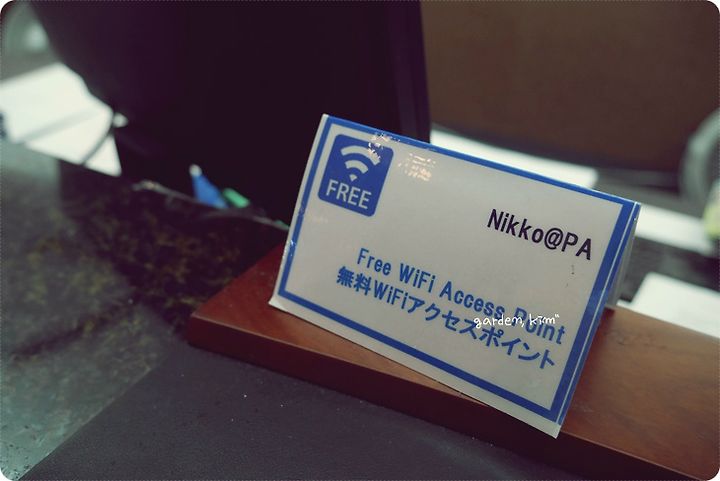 FREE
Nikko@PA
Free WiFi Access Point
無料WiFiアクセスポイント
garden, kim"